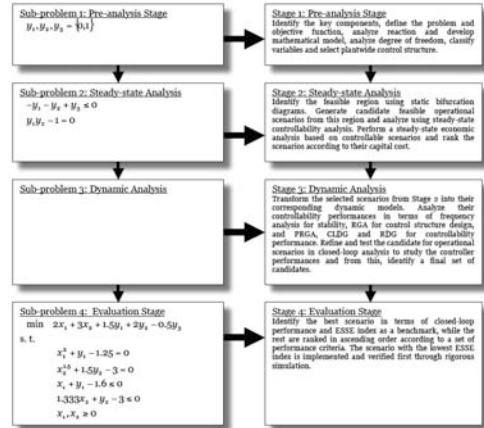 Sub-problem 1: Pre-analysis Stage
y₁, y₂, y₃ = {0,1}
Stage 1: Pre-analysis Stage
Identify the key components, define the problem and
objective function, analyze reaction and develop
mathematical model, analyze degree of freedom, classify
variables and select plantwide control structure.
Sub-problem 2: Steady-state Analysis
-y₁ - y₂ + y₃ ≤ 0
y₁y₂ - 1 = 0
Stage 2: Steady-state Analysis
Identify the feasible region using static bifurcation
diagrams. Generate candidate feasible operational
scenarios from this region and analyze using steady-state
controllability analysis. Perform a steady-state economic
analysis based on controllable scenarios and rank the
scenarios according to their capital cost.
Sub-problem 3: Dynamic Analysis
Stage 3: Dynamic Analysis
Transform the selected scenarios from Stage 2 into their
corresponding dynamic models. Analyze their
controllability performances in terms of frequency
analysis for stability, RGA for control structure design,
and PRGA, CLDG and RDG for controllability
performance. Refine and test the candidate for operational
scenarios in closed-loop analysis to study the controller
performances and from this, identify a final set of
candidates.
Sub-problem 4: Evaluation Stage
min 2x₁ + 3x₂ + 1.5y₁ + 2y₂ - 0.5y₃
s. t.
x₁² + y₁ - 1.25 = 0
x₂¹·⁵ + 1.5y₂ - 3 = 0
x₁ + y₁ - 1.6 ≤ 0
1.333x₂ + y₂ - 3 ≤ 0
x₁, x₂ ≥ 0
Stage 4: Evaluation Stage
Identify the best scenario in terms of closed-loop
performance and ESSE index as a benchmark, while the
rest are ranked in ascending order according to a set of
performance criteria. The scenario with the lowest ESSE
index is implemented and verified first through rigorous
simulation.